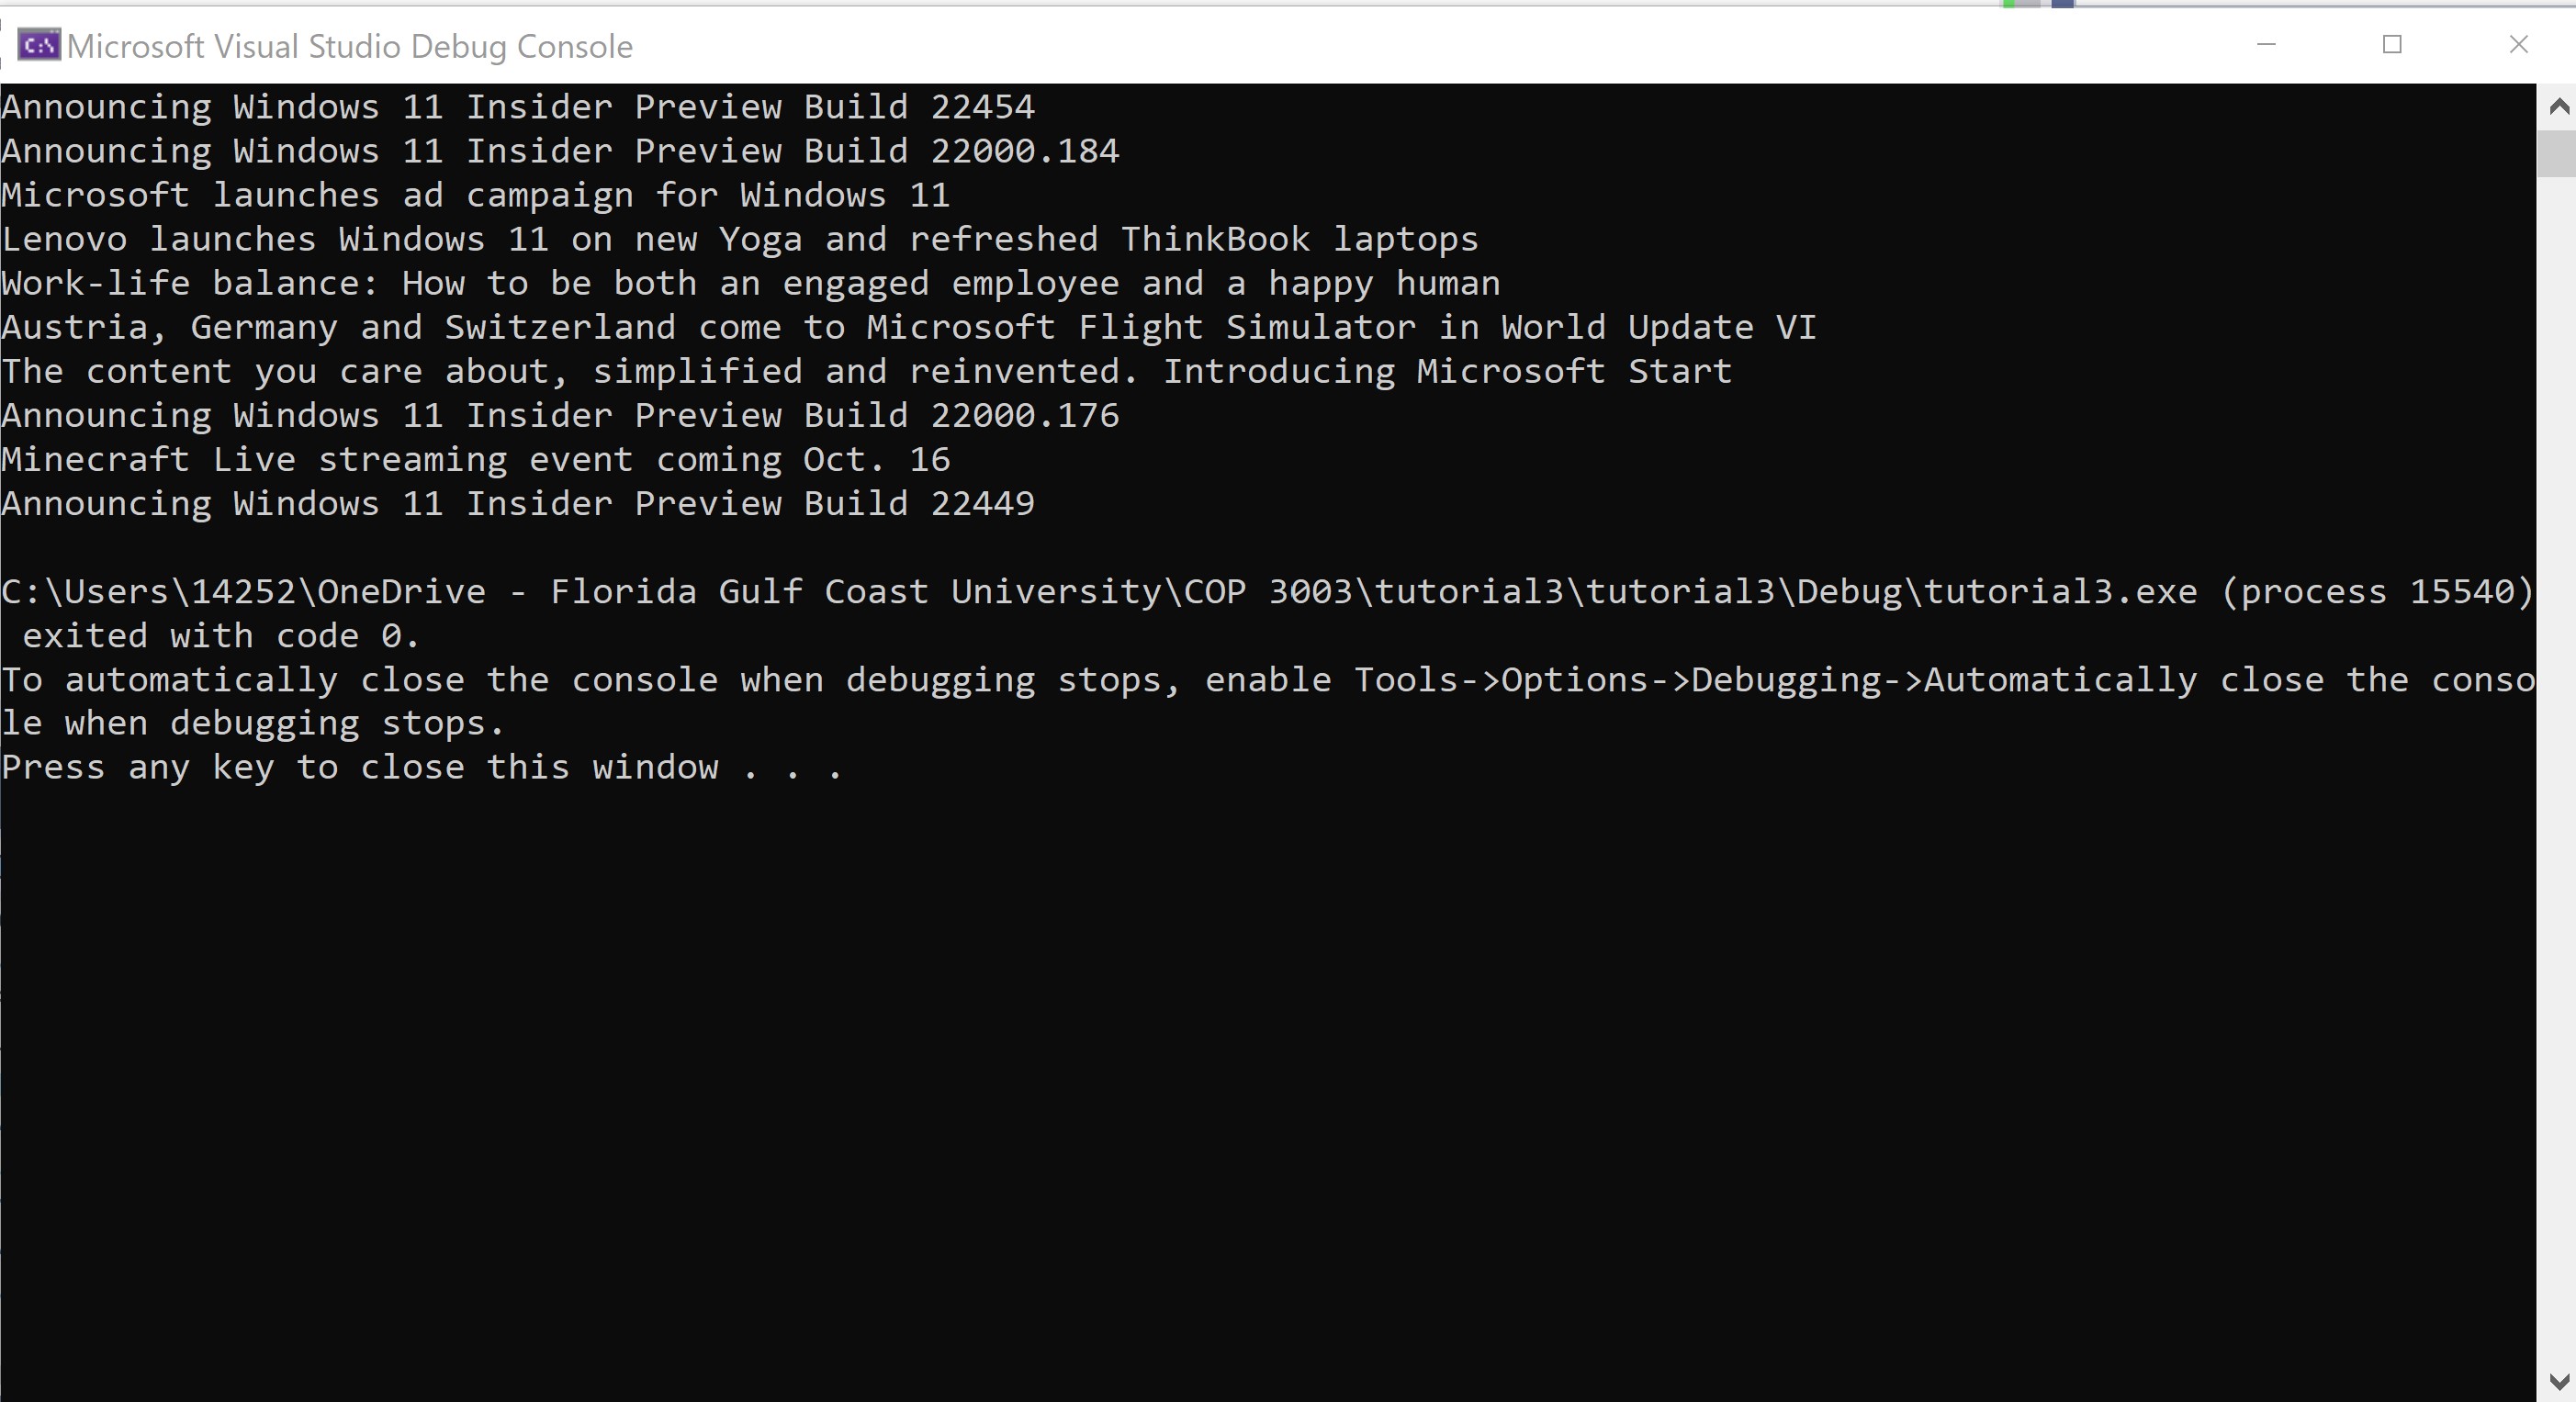 C:\ Microsoft Visual Studio Debug Console
Announcing Windows 11 Insider Preview Build 22454
Announcing Windows 11 Insider Preview Build 22000.184
Microsoft launches ad campaign for Windows 11
Lenovo launches Windows 11 on new Yoga and refreshed ThinkBook laptops
Work-life balance: How to be both an engaged employee and a happy human
Austria, Germany and Switzerland come to Microsoft Flight Simulator in World Update VI
The content you care about, simplified and reinvented. Introducing Microsoft Start
Announcing Windows 11 Insider Preview Build 22000.176
Minecraft Live streaming event coming Oct. 16
Announcing Windows 11 Insider Preview Build 22449
C:\Users\14252\OneDrive - Florida Gulf Coast University\COP 3003\tutorial3\tutorial3\Debug\tutorial3.exe (process 15540)
exited with code 0.
To automatically close the console when debugging stops, enable Tools->Options->Debugging->Automatically close the conso
le when debugging stops.
Press any key to close this window . . .